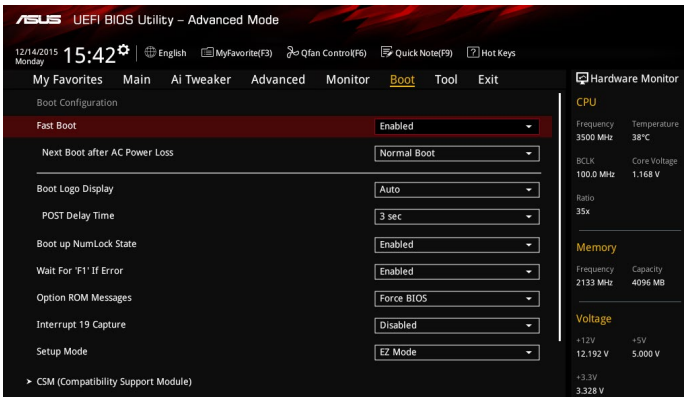 ASUS UEFI BIOS Utility – Advanced Mode
12/14/2015 Monday 15:42 English MyFavorite(F3) Qfan Control(F6) Quick Note(F9) ? Hot Keys
My Favorites Main Ai Tweaker Advanced Monitor Boot Tool Exit
Boot Configuration
Fast Boot Enabled
Next Boot after AC Power Loss Normal Boot
Boot Logo Display Auto
POST Delay Time 3 sec
Boot up NumLock State Enabled
Wait For 'F1' If Error Enabled
Option ROM Messages Force BIOS
Interrupt 19 Capture Disabled
Setup Mode EZ Mode
CSM (Compatibility Support Module)
Hardware Monitor
CPU
Frequency Temperature
3500 MHz 38°C
BCLK Core Voltage
100.0 MHz 1.168 V
Ratio
35x
Memory
Frequency Capacity
2133 MHz 4096 MB
Voltage
+12V +5V
12.192 V 5.000 V
+3.3V
3.328 V